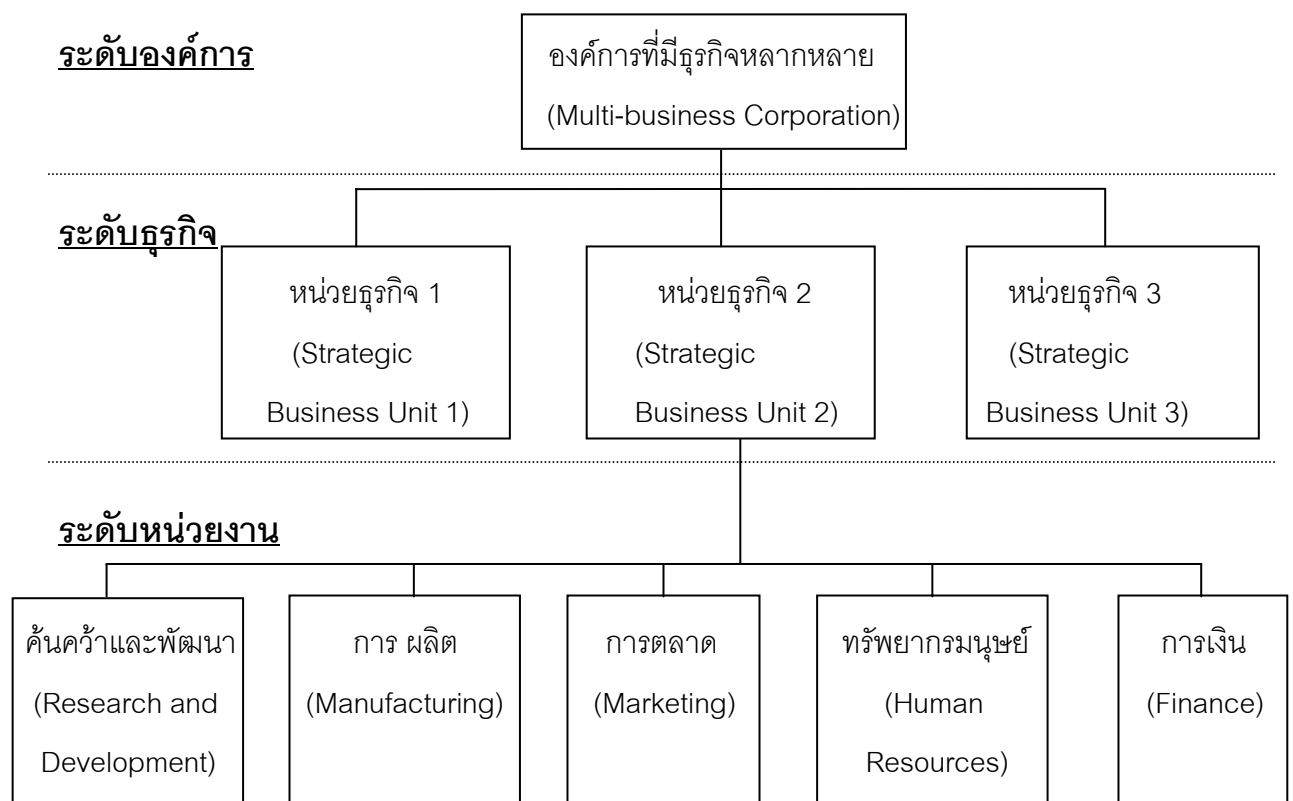 ระดับองค์การ
องค์การที่มีธุรกิจหลากหลาย
(Multi-business Corporation)
ระดับธุรกิจ
หน่วยธุรกิจ 1
(Strategic
Business Unit 1)
หน่วยธุรกิจ 2
(Strategic
Business Unit 2)
หน่วยธุรกิจ 3
(Strategic
Business Unit 3)
ระดับหน่วยงาน
ค้นคว้าและพัฒนา
(Research and
Development)
การ ผลิต
(Manufacturing)
การตลาด
(Marketing)
ทรัพยากรมนุษย์
(Human
Resources)
การเงิน
(Finance)